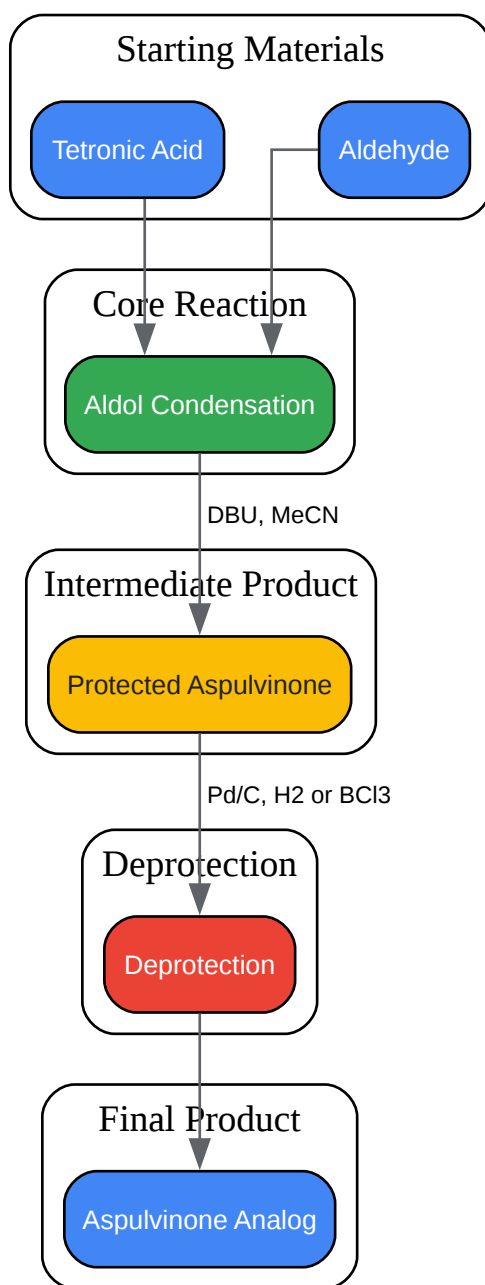 Starting Materials
Tetronic Acid
Aldehyde
Core Reaction
Aldol Condensation
DBU, MeCN
Intermediate Product
Protected Aspulvinone
Pd/C, H2 or BCl3
Deprotection
Deprotection
Final Product
Aspulvinone Analog